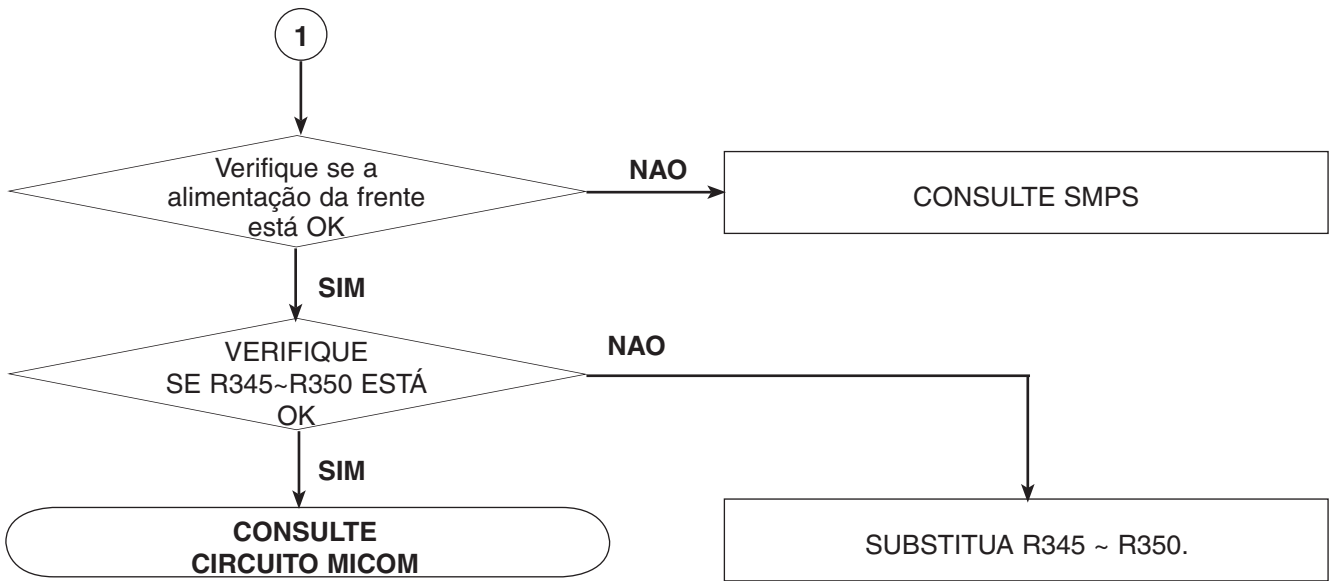 1
Verifique se a
alimentação da frente
está OK
NAO
CONSULTE SMPS
SIM
VERIFIQUE
SE R345~R350 ESTÁ
OK
NAO
SIM
CONSULTE
CIRCUITO MICOM
SUBSTITUA R345 ~ R350.